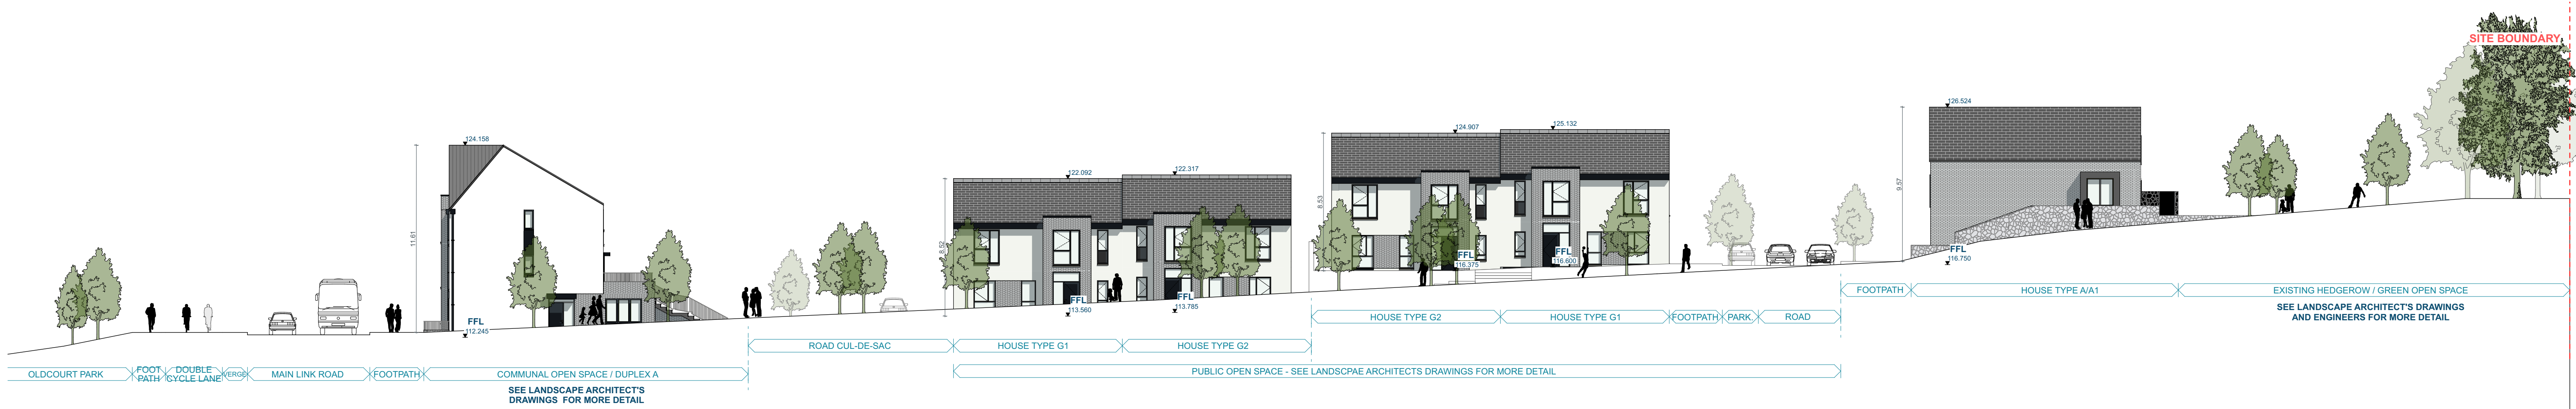 SITE BOUNDARY
126.524
125.132
124.907
124.158
122.317
122.092
11.61
8.52
8.53
9.57
FFL
112.245
FFL
113.560
FFL
113.785
FFL
116.375
FFL
116.600
FFL
116.750
FOOTPATH
HOUSE TYPE A/A1
EXISTING HEDGEROW / GREEN OPEN SPACE
SEE LANDSCAPE ARCHITECT'S DRAWINGS
AND ENGINEERS FOR MORE DETAIL
HOUSE TYPE G2
HOUSE TYPE G1
FOOTPATH
PARK.
ROAD
ROAD CUL-DE-SAC
HOUSE TYPE G1
HOUSE TYPE G2
OLDCOURT PARK
FOOT
PATH
DOUBLE
CYCLE LANE
VERGE
MAIN LINK ROAD
FOOTPATH
COMMUNAL OPEN SPACE / DUPLEX A
PUBLIC OPEN SPACE - SEE LANDSCPAE ARCHITECTS DRAWINGS FOR MORE DETAIL
SEE LANDSCAPE ARCHITECT'S
DRAWINGS FOR MORE DETAIL